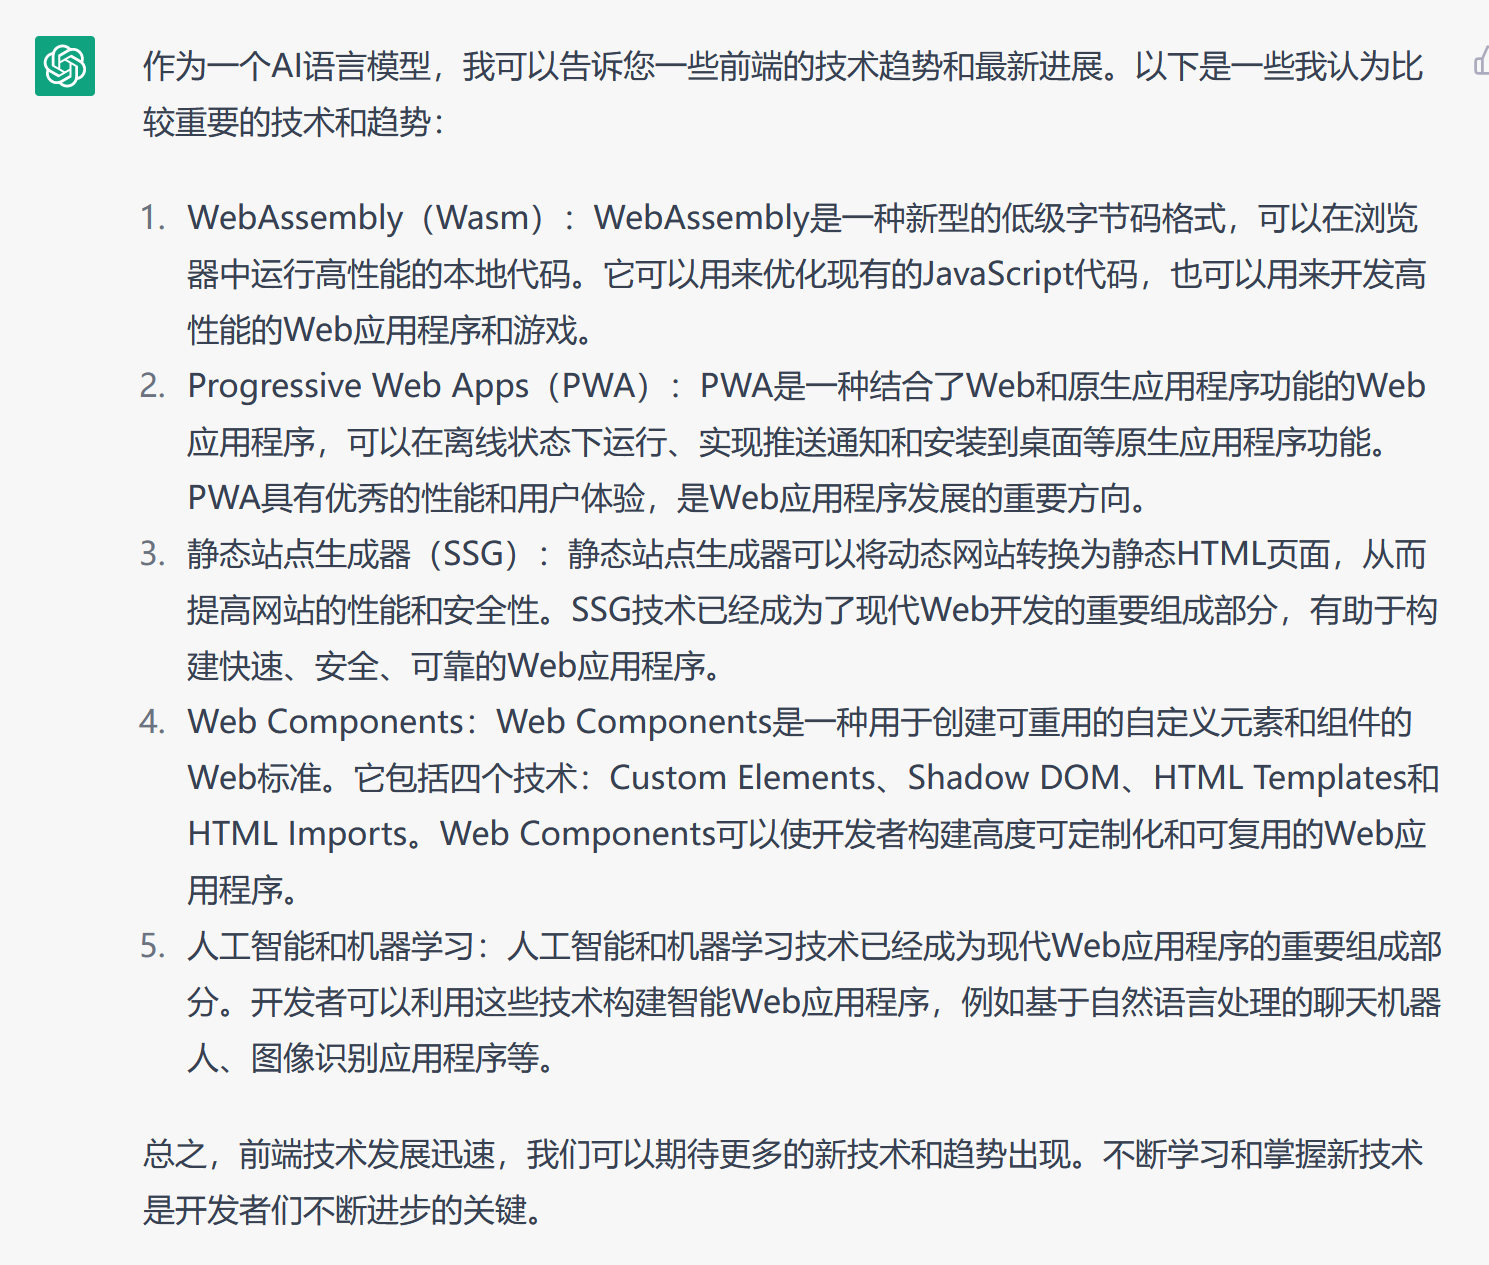 作为一个AI语言模型，我可以告诉您一些前端的技术趋势和最新进展。以下是一些我认为比
较重要的技术和趋势：
1. WebAssembly（Wasm）：WebAssembly是一种新型的低级字节码格式，可以在浏览
器中运行高性能的本地代码。它可以用来优化现有的JavaScript代码，也可以用来开发高
性能的Web应用程序和游戏。
2. Progressive Web Apps（PWA）：PWA是一种结合了Web和原生应用程序功能的Web
应用程序，可以在离线状态下运行、实现推送通知和安装到桌面等原生应用程序功能。
PWA具有优秀的性能和用户体验，是Web应用程序发展的重要方向。
3. 静态站点生成器（SSG）：静态站点生成器可以将动态网站转换为静态HTML页面，从而
提高网站的性能和安全性。SSG技术已经成为了现代Web开发的重要组成部分，有助于构
建快速、安全、可靠的Web应用程序。
4. Web Components：Web Components是一种用于创建可重用的自定义元素和组件的
Web标准。它包括四个技术：Custom Elements、Shadow DOM、HTML Templates和
HTML Imports。Web Components可以使开发者构建高度可定制化和可复用的Web应
用程序。
5. 人工智能和机器学习：人工智能和机器学习技术已经成为现代Web应用程序的重要组成部
分。开发者可以利用这些技术构建智能Web应用程序，例如基于自然语言处理的聊天机器
人、图像识别应用程序等。
总之，前端技术发展迅速，我们可以期待更多的新技术和趋势出现。不断学习和掌握新技术
是开发者们不断进步的关键。